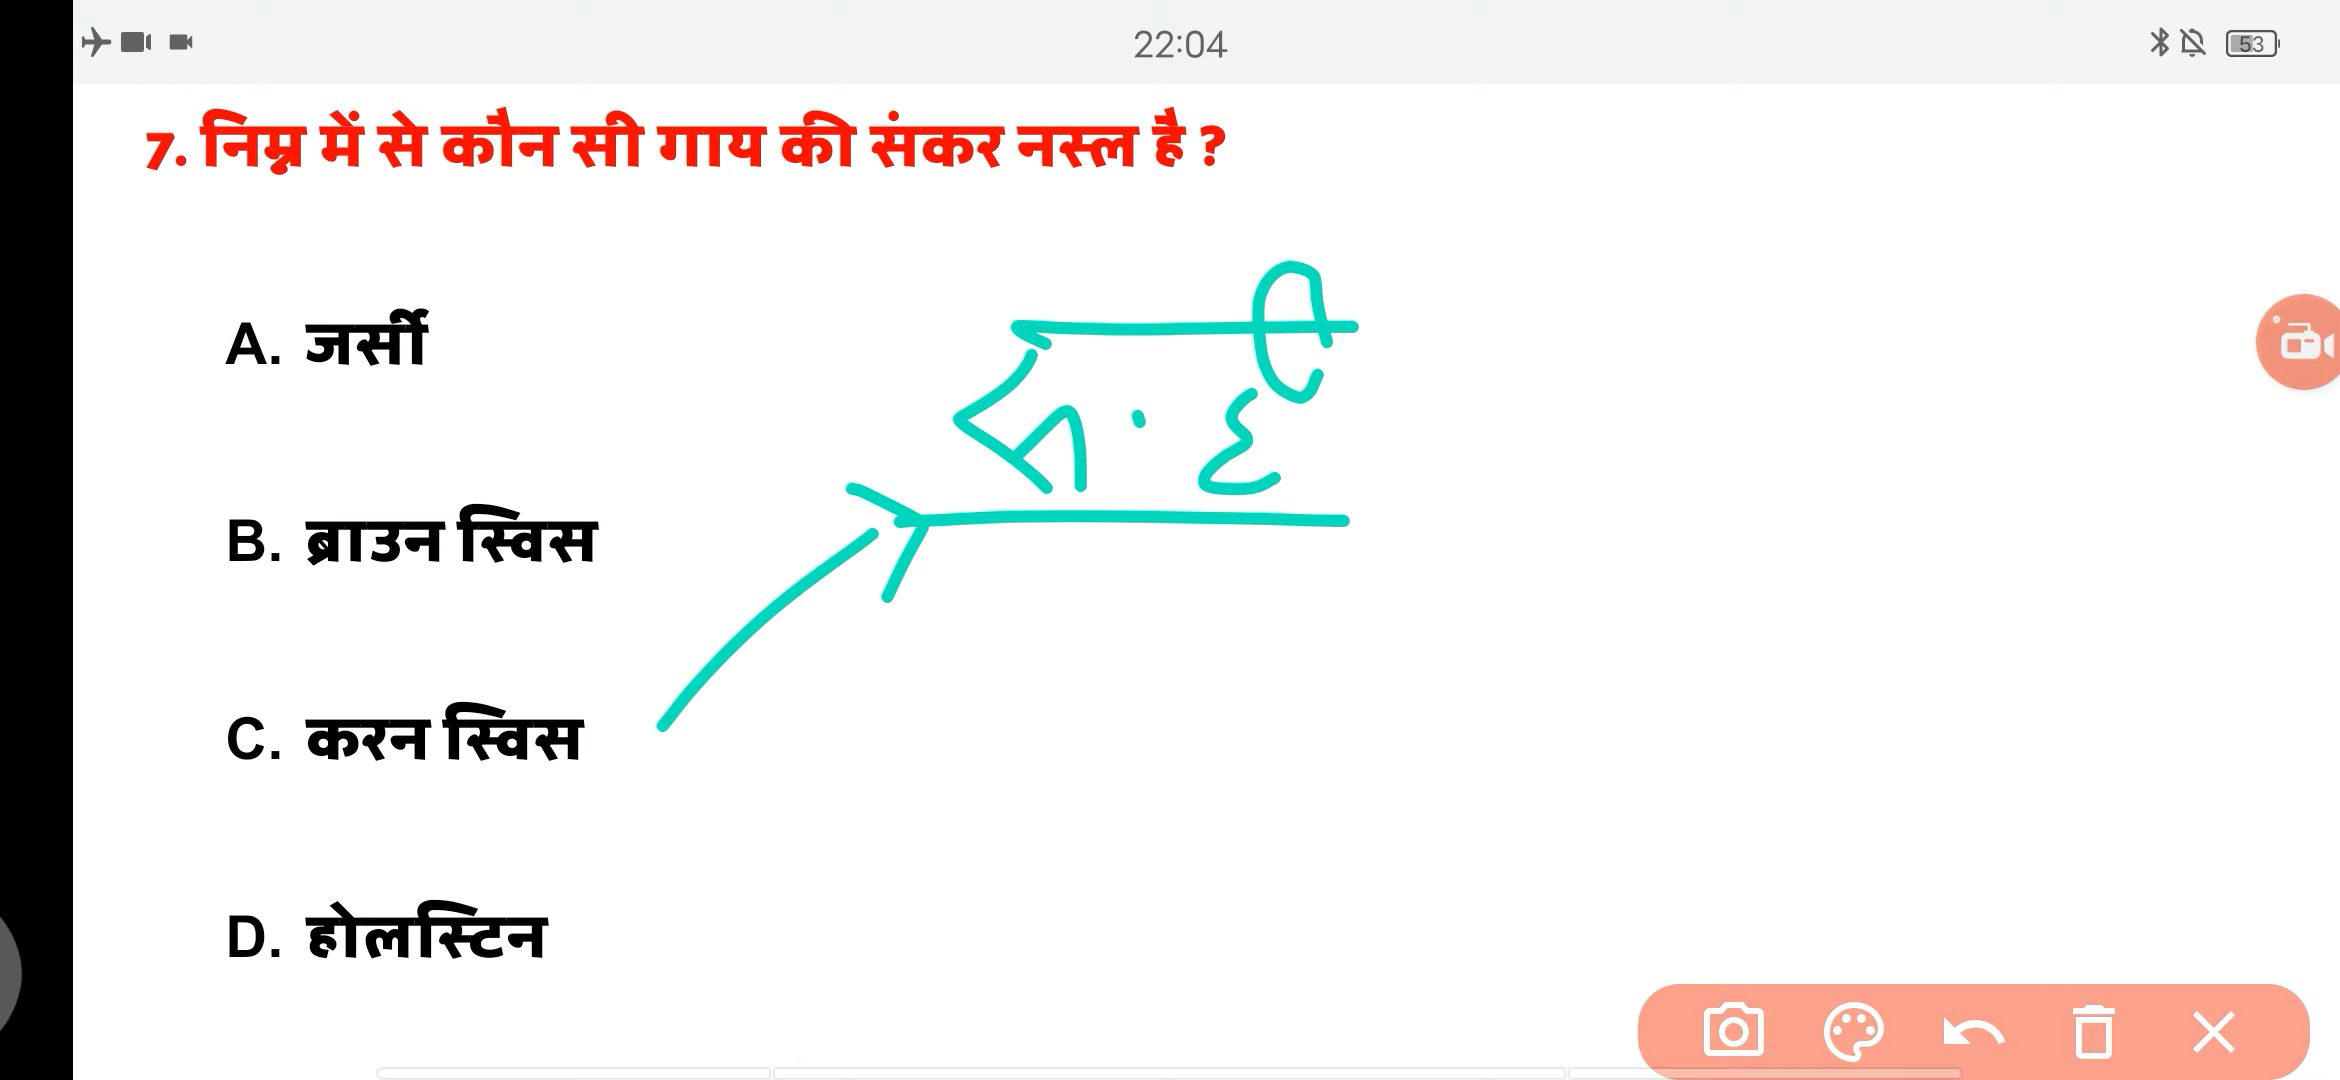 22:04
53
7. निम्न में से कौन सी गाय की संकर नस्ल है ?
A. जर्सी
B. ब्राउन स्विस
C. करन स्विस
D. होलस्टिन